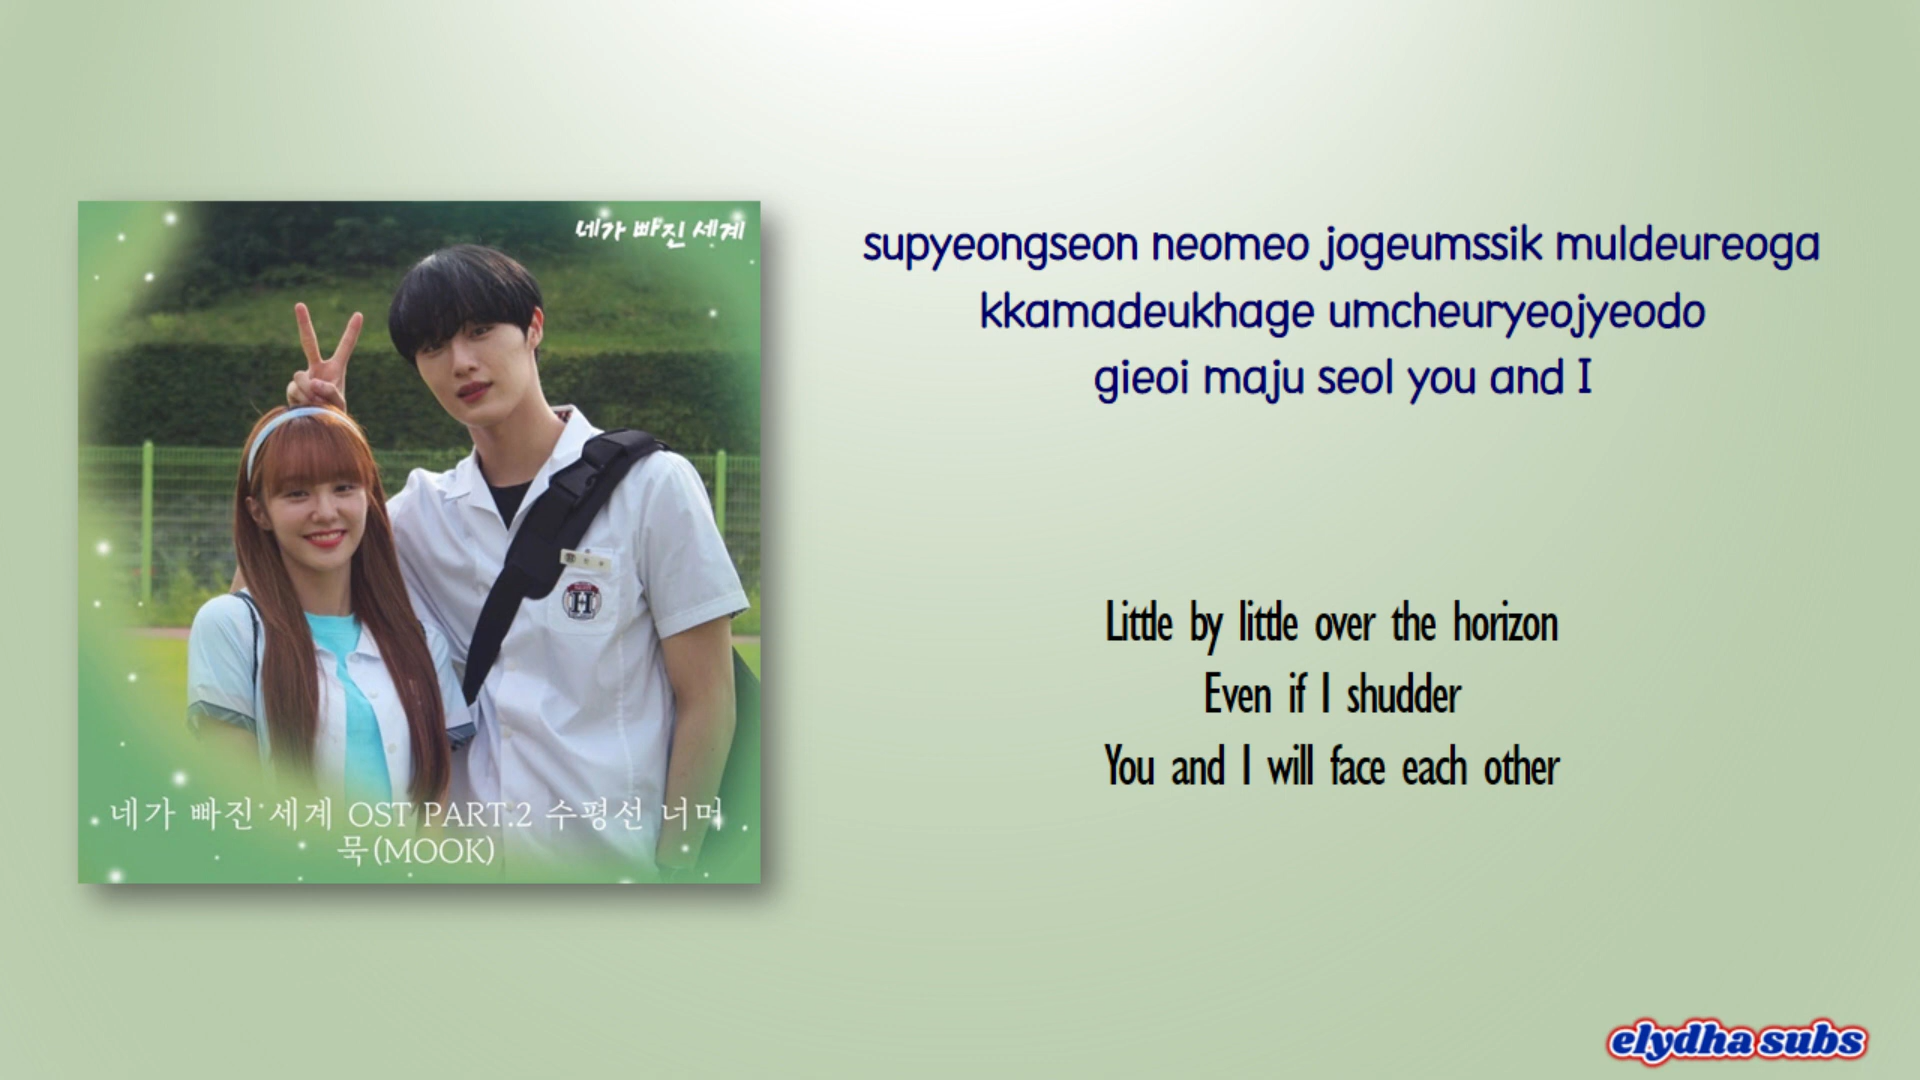 네가 빠진 세계
네가 빠진 세계 OST PART.2 수평선 너머
묵(MOOK)
supyeongseon neomeo jogeumssik muldeureoga
kkamadeukhage umcheuryeojyeodo
gieoi maju seol you and I
Little by little over the horizon
Even if I shudder
You and I will face each other
H
elydha subs